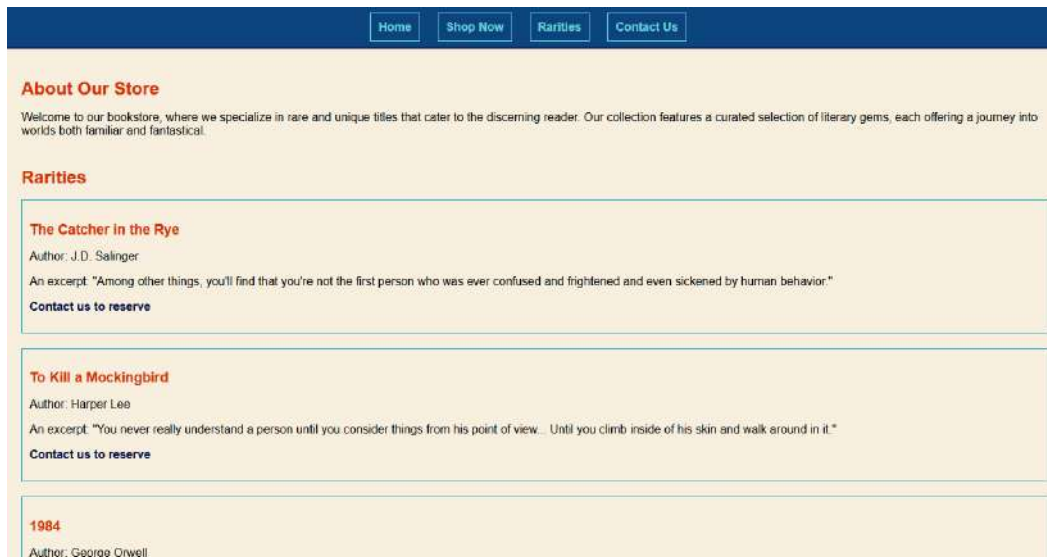 Home Shop Now Rarities Contact Us
About Our Store
Welcome to our bookstore, where we specialize in rare and unique titles that cater to the discerning reader. Our collection features a curated selection of literary gems, each offering a journey into
worlds both familiar and fantastical.
Rarities
The Catcher in the Rye
Author: J.D. Salinger
An excerpt: "Among other things, you'll find that you're not the first person who was ever confused and frightened and even sickened by human behavior."
Contact us to reserve
To Kill a Mockingbird
Author: Harper Lee
An excerpt: "You never really understand a person until you consider things from his point of view... Until you climb inside of his skin and walk around in it."
Contact us to reserve
1984
Author: George Orwell